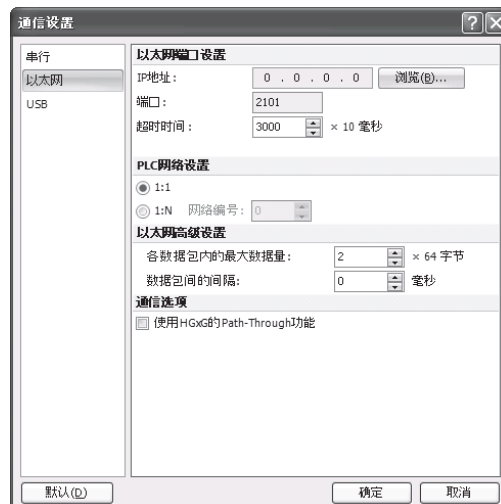 通信设置
串行
以太网
USB
以太网端口设置
IP地址： 0 . 0 . 0 . 0 浏览(B)...
端口： 2101
超时时间： 3000 × 10 毫秒
PLC网络设置
1:1
1:N 网络编号： 0
以太网高级设置
各数据包内的最大数据量： 2 × 64 字节
数据包间的间隔： 0 毫秒
通信选项
使用HGxG的Path-Through功能
默认(D) 确定 取消